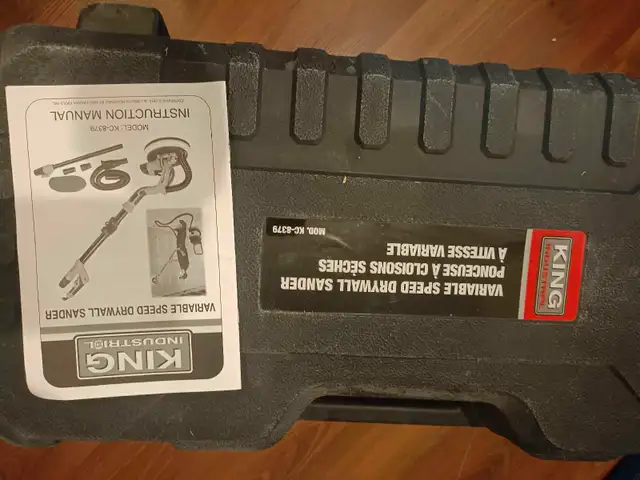 KING
INDUSTRIAL
VARIABLE SPEED DRYWALL SANDER
MODEL: KC-8379
INSTRUCTION MANUAL
KING
VARIABLE SPEED DRYWALL SANDER
PONCEUSE À CLOISONS SÈCHES
À VITESSE VARIABLE
MOD. KC-8379